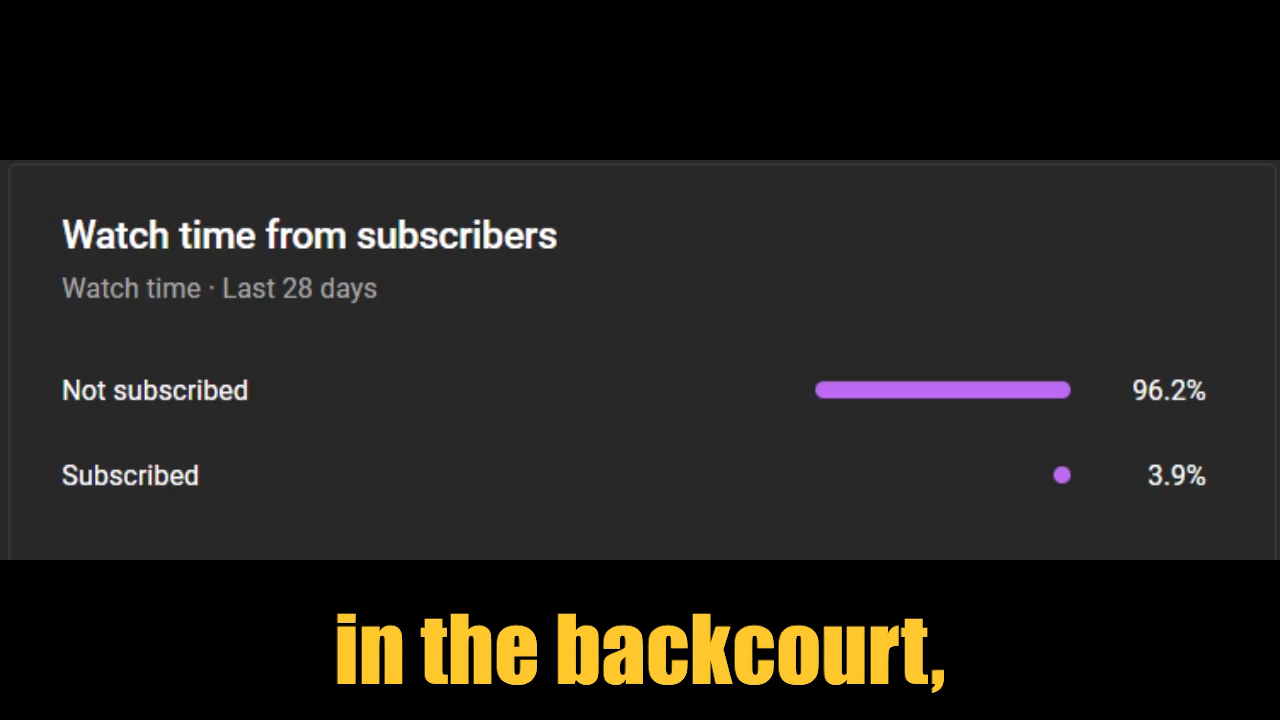 Watch time from subscribers
Watch time · Last 28 days
Not subscribed 96.2%
Subscribed 3.9%
in the backcourt,